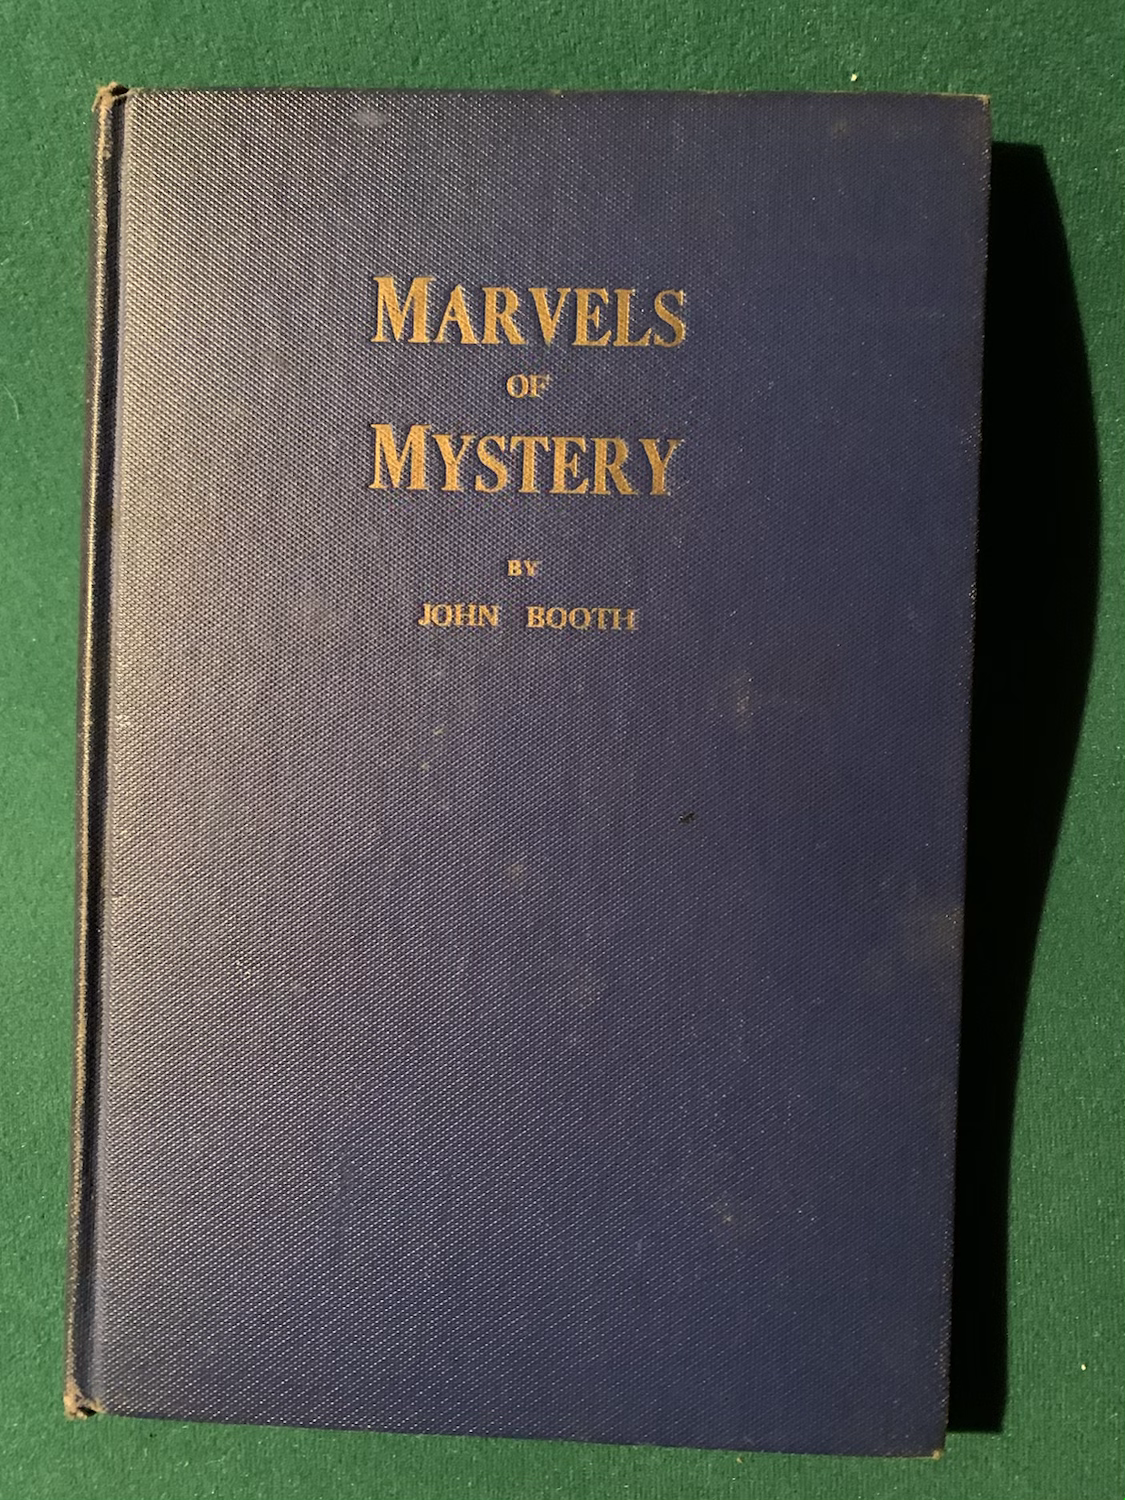 MARVELS
OF
MYSTERY
BY
JOHN BOOTH